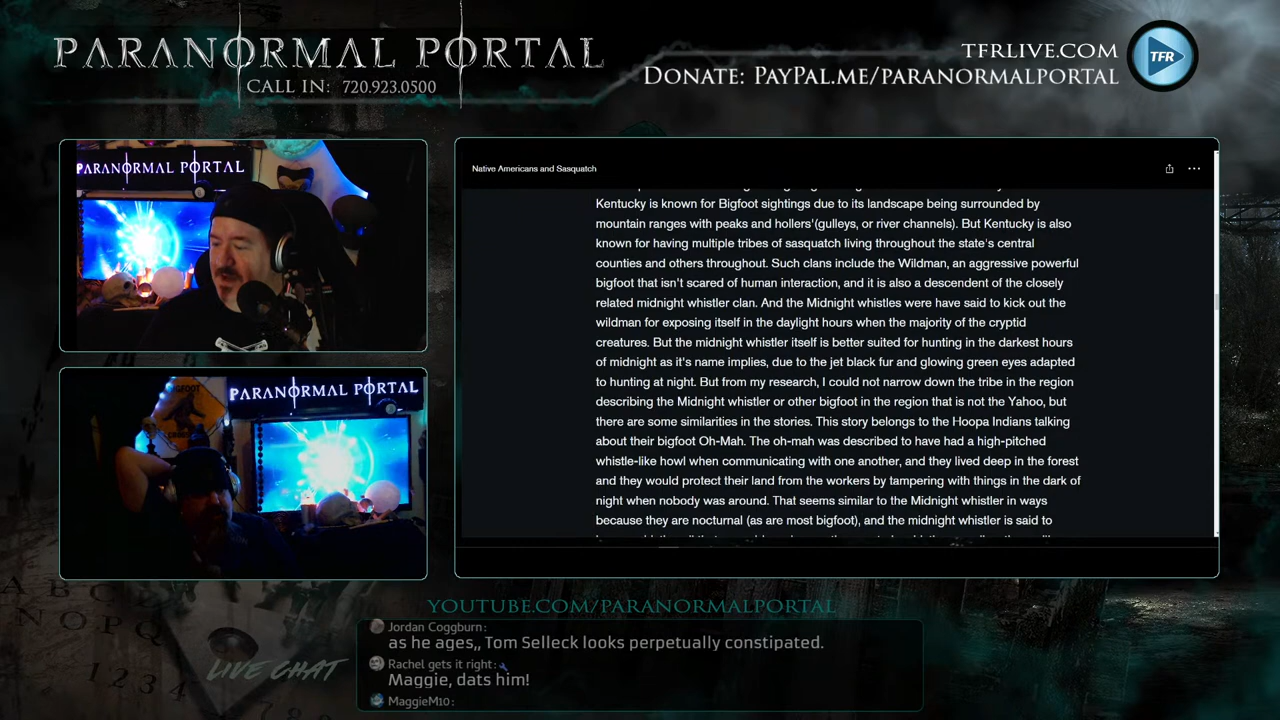 PARANORMAL PORTAL
CALL IN: 720.923.0500
TFRLIVE.COM
DONATE: PAYPAL.ME/PARANORMALPORTAL
TFR
PARANORMAL PORTAL
BIGFOOT
PARANORMAL PORTAL
Native Americans and Sasquatch
Kentucky is known for Bigfoot sightings due to its landscape being surrounded by
mountain ranges with peaks and hollers'(gulleys, or river channels). But Kentucky is also
known for having multiple tribes of sasquatch living throughout the state's central
counties and others throughout. Such clans include the Wildman, an aggressive powerful
bigfoot that isn't scared of human interaction, and it is also a descendent of the closely
related midnight whistler clan. And the Midnight whistles were have said to kick out the
wildman for exposing itself in the daylight hours when the majority of the cryptid
creatures. But the midnight whistler itself is better suited for hunting in the darkest hours
of midnight as it's name implies, due to the jet black fur and glowing green eyes adapted
to hunting at night. But from my research, I could not narrow down the tribe in the region
describing the Midnight whistler or other bigfoot in the region that is not the Yahoo, but
there are some similarities in the stories. This story belongs to the Hoopa Indians talking
about their bigfoot Oh-Mah. The oh-mah was described to have had a high-pitched
whistle-like howl when communicating with one another, and they lived deep in the forest
and they would protect their land from the workers by tampering with things in the dark of
night when nobody was around. That seems similar to the Midnight whistler in ways
because they are nocturnal (as are most bigfoot), and the midnight whistler is said to
YOUTUBE.COM/PARANORMALPORTAL
A B C D E
N O P Q
1 2 3 4
LIVE CHAT
Jordan Coggburn:
as he ages,, Tom Selleck looks perpetually constipated.
Rachel gets it right:
Maggie, dats him!
MaggieM10: